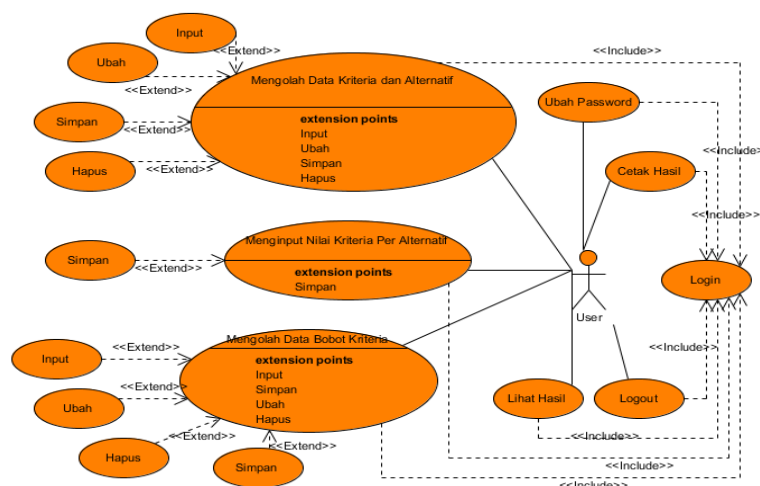 Input
<<Extend>>
Ubah
<<Extend>>
Simpan
<<Extend>>
Hapus
<<Extend>>
Mengolah Data Kriteria dan Alternatif
extension points
Input
Ubah
Simpan
Hapus
<<Include>>
Ubah Password
<<Include>>
Cetak Hasil
<<Include>>
Simpan
<<Extend>>
Menginput Nilai Kriteria Per Alternatif
extension points
Simpan
Login
User
Input
<<Extend>>
Ubah
<<Extend>>
Hapus
<<Extend>>
Simpan
<<Extend>>
Mengolah Data Bobot Kriteria
extension points
Input
Simpan
Ubah
Hapus
<<Include>>
Lihat Hasil
Logout
<<Include>>
<<Include>>
<<Include>>